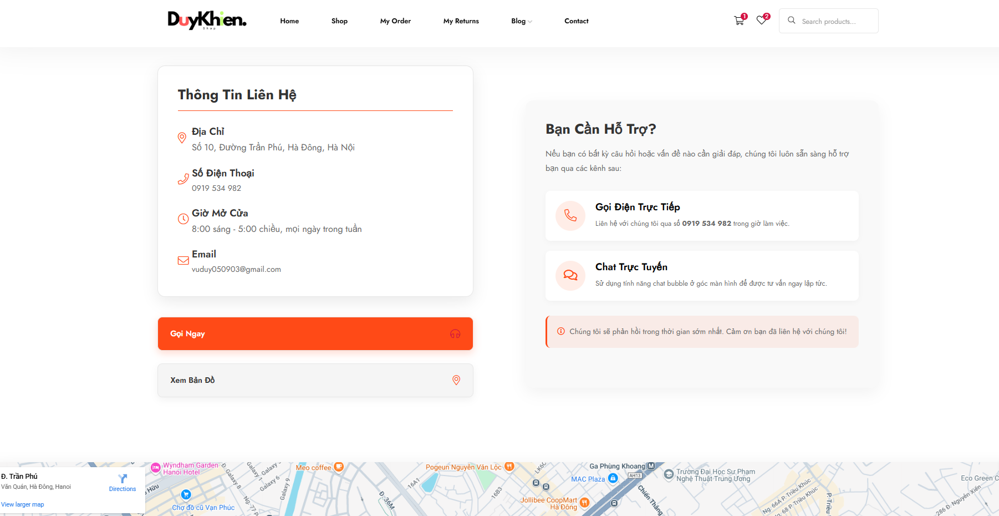 DuyKhien.
Shop
Home
Shop
My Order
My Returns
Blog
Contact
1
2
Search products...
Thông Tin Liên Hệ
Địa Chỉ
Số 10, Đường Trần Phú, Hà Đông, Hà Nội
Số Điện Thoại
0919 534 982
Giờ Mở Cửa
8:00 sáng - 5:00 chiều, mọi ngày trong tuần
Email
vuduy050903@gmail.com
Gọi Ngay
Xem Bản Đồ
Bạn Cần Hỗ Trợ?
Nếu bạn có bất kỳ câu hỏi hoặc vấn đề nào cần giải đáp, chúng tôi luôn sẵn sàng hỗ trợ
bạn qua các kênh sau:
Gọi Điện Trực Tiếp
Liên hệ với chúng tôi qua số 0919 534 982 trong giờ làm việc.
Chat Trực Tuyến
Sử dụng tính năng chat bubble ở góc màn hình để được tư vấn ngay lập tức.
Chúng tôi sẽ phản hồi trong thời gian sớm nhất. Cảm ơn bạn đã liên hệ với chúng tôi!
Đ. Trần Phú
Văn Quán, Hà Đông, Hanoi
Directions
View larger map
Wyndham Garden
Hanoi Hotel
Hữu
Chợ đồ cũ Vạn Phúc
Đ. Galaxy 8
Galaxy 1
Galaxy
Galaxy 6
Galaxy 9
Ng. 77
Meo coffee
Đ. 36M
16A1
Pogeun Nguyễn Văn Lộc
16B3
LK6
Jollibee CoopMart
Hà Đông
Ga Phùng Khoang
M
MAC Plaza
AH13
Chiến Thắng
Trường Đại Học Sư Phạm
Nghệ Thuật Trung Ương
Ng. 66A P. Triều Khúc
Ng. 68 P. Triều Khúc
P. Triều
286 Đ. Nguyễn Xiển
Eco Green C